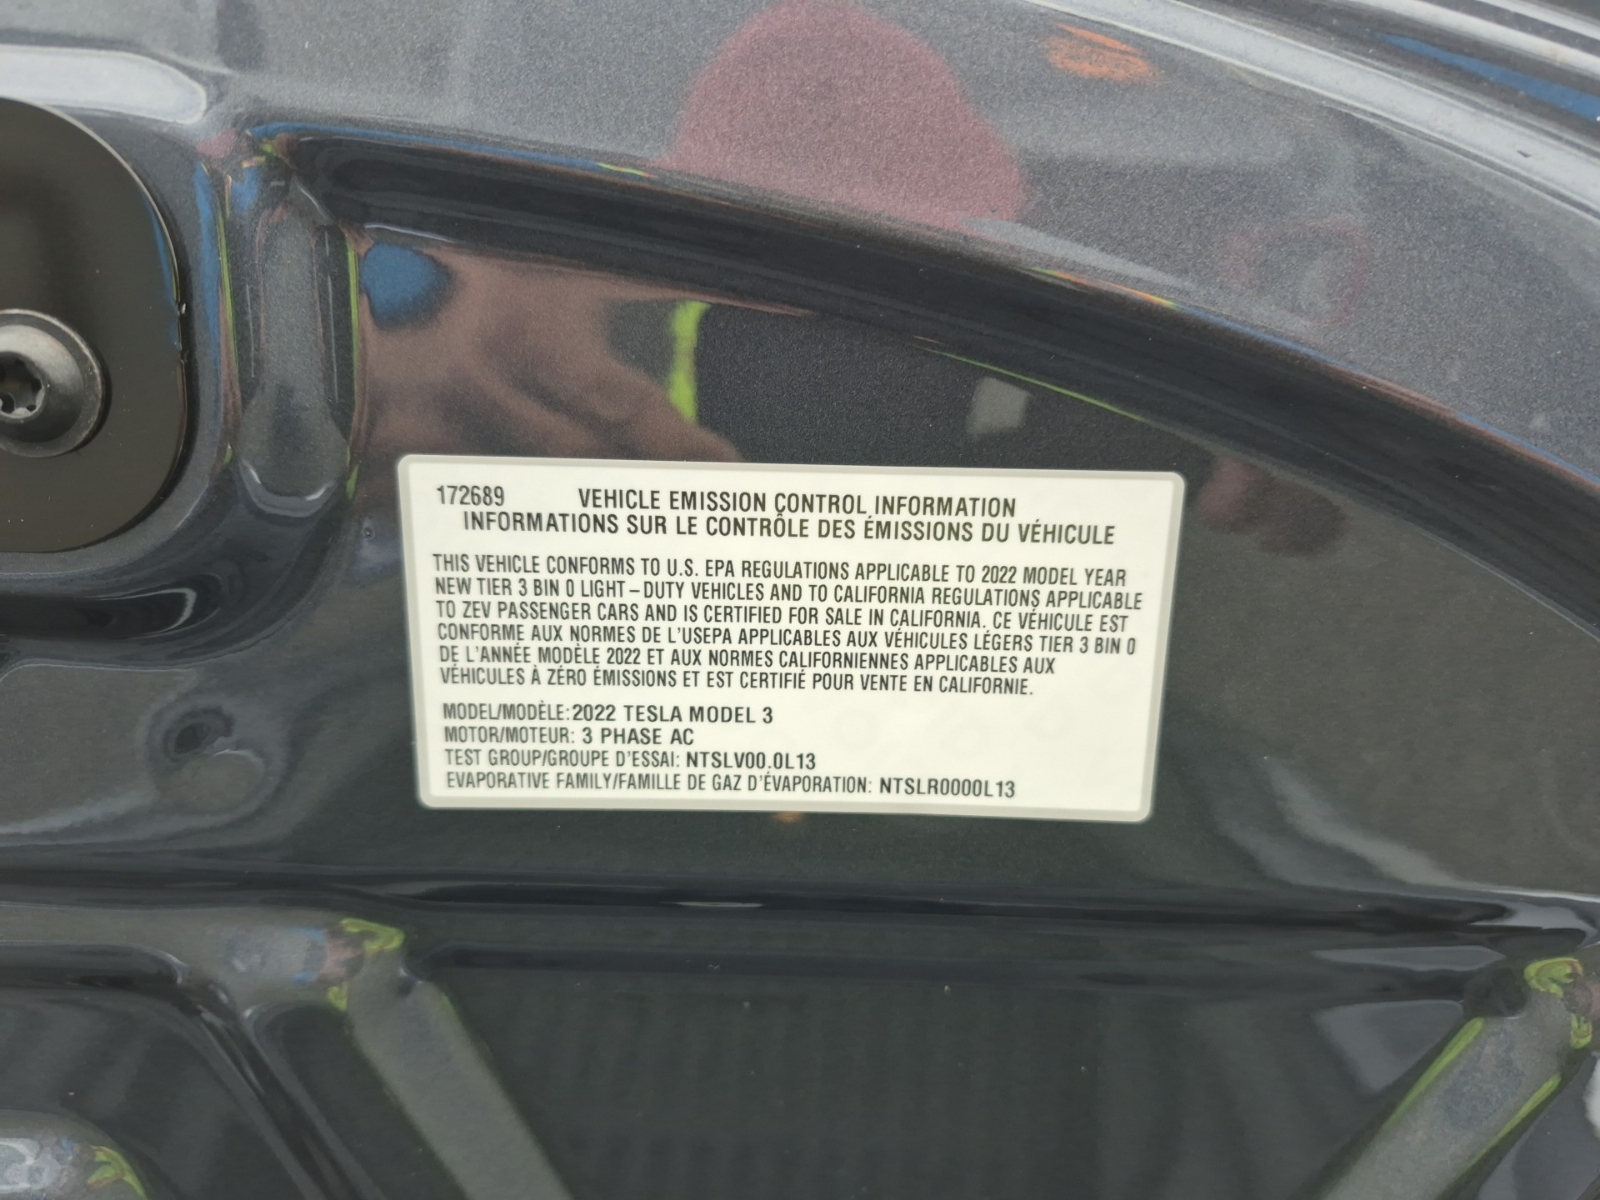 172689 VEHICLE EMISSION CONTROL INFORMATION
INFORMATIONS SUR LE CONTRÔLE DES ÉMISSIONS DU VÉHICULE
THIS VEHICLE CONFORMS TO U.S. EPA REGULATIONS APPLICABLE TO 2022 MODEL YEAR
NEW TIER 3 BIN 0 LIGHT – DUTY VEHICLES AND TO CALIFORNIA REGULATIONS APPLICABLE
TO ZEV PASSENGER CARS AND IS CERTIFIED FOR SALE IN CALIFORNIA. CE VÉHICULE EST
CONFORME AUX NORMES DE L'USEPA APPLICABLES AUX VÉHICULES LÉGERS TIER 3 BIN 0
DE L'ANNÉE MODÈLE 2022 ET AUX NORMES CALIFORNIENNES APPLICABLES AUX
VÉHICULES À ZÉRO ÉMISSIONS ET EST CERTIFIÉ POUR VENTE EN CALIFORNIE.
MODEL/MODÈLE: 2022 TESLA MODEL 3
MOTOR/MOTEUR: 3 PHASE AC
TEST GROUP/GROUPE D'ESSAI: NTSLV00.0L13
EVAPORATIVE FAMILY/FAMILLE DE GAZ D'ÉVAPORATION: NTSLR0000L13